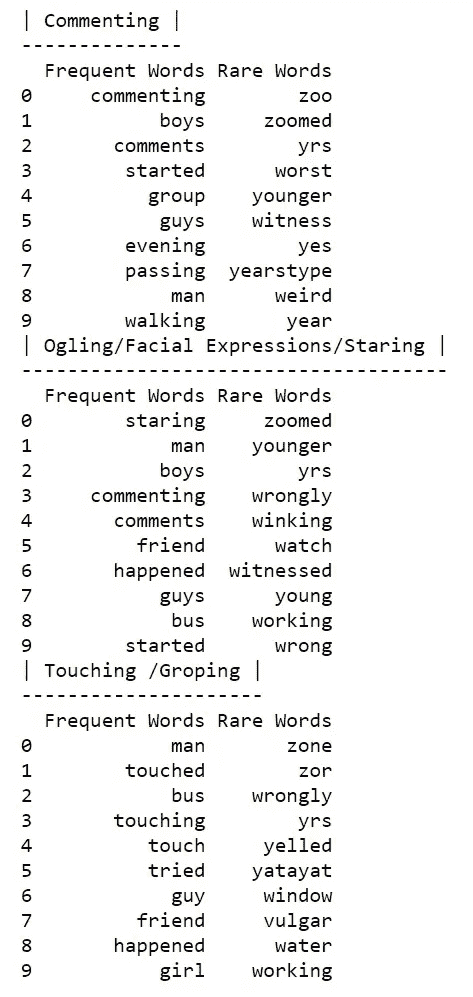 | Commenting |
--------------
Frequent Words Rare Words
0 commenting zoo
1 boys zoomed
2 comments yrs
3 started worst
4 group younger
5 guys witness
6 evening yes
7 passing yearstype
8 man weird
9 walking year
| Ogling/Facial Expressions/Staring |
-------------------------------------
Frequent Words Rare Words
0 staring zoomed
1 man younger
2 boys yrs
3 commenting wrongly
4 comments winking
5 friend watch
6 happened witnessed
7 guys young
8 bus working
9 started wrong
| Touching /Groping |
---------------------
Frequent Words Rare Words
0 man zone
1 touched zor
2 bus wrongly
3 touching yrs
4 touch yelled
5 tried yatayat
6 guy window
7 friend vulgar
8 happened water
9 girl working